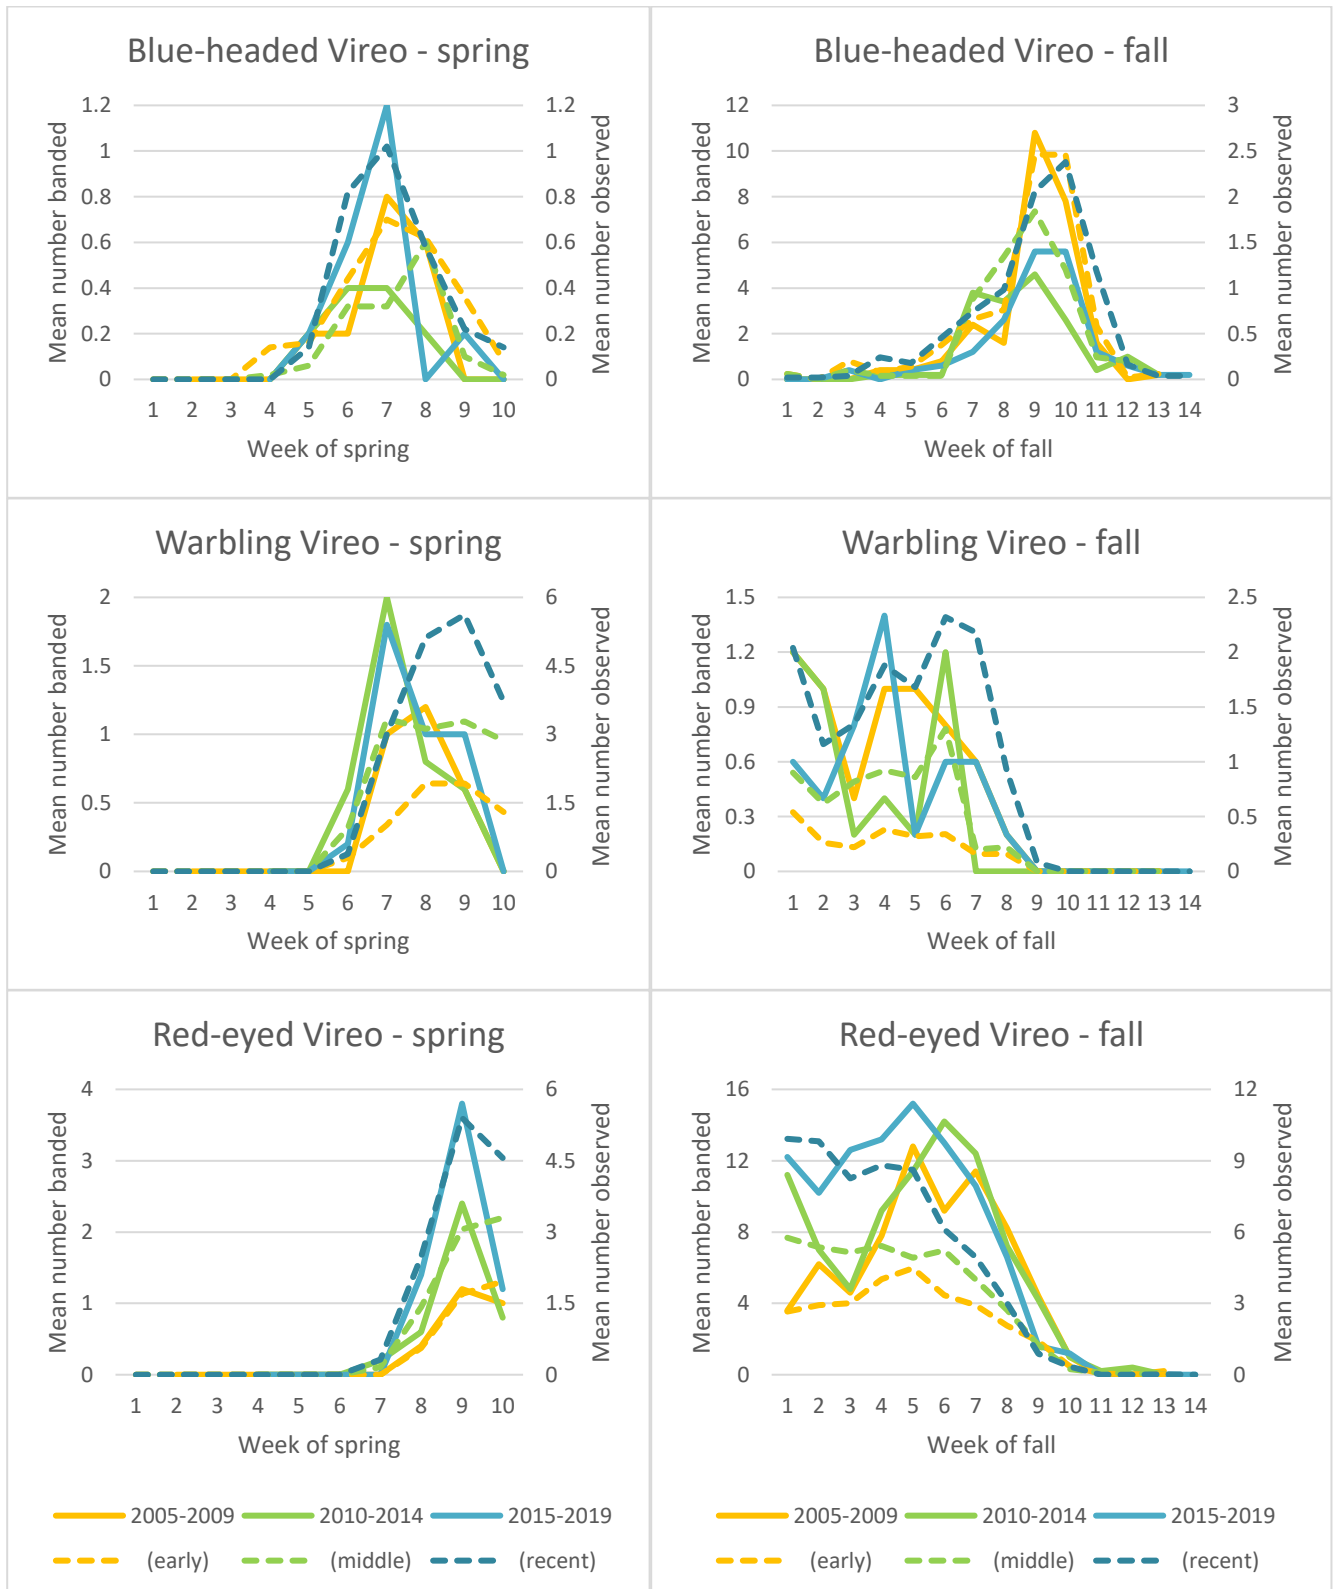 Blue-headed Vireo - spring
Mean number banded
1.2
1
0.8
0.6
0.4
0.2
0
1.2
1
0.8
0.6
0.4
0.2
0
Mean number observed
1 2 3 4 5 6 7 8 9 10
Week of spring
Blue-headed Vireo - fall
Mean number banded
12
10
8
6
4
2
0
3
2.5
2
1.5
1
0.5
0
Mean number observed
1 2 3 4 5 6 7 8 9 10 11 12 13 14
Week of fall
Warbling Vireo - spring
Mean number banded
2
1.5
1
0.5
0
6
4.5
3
1.5
0
Mean number observed
1 2 3 4 5 6 7 8 9 10
Week of spring
Warbling Vireo - fall
Mean number banded
1.5
1.2
0.9
0.6
0.3
0
2.5
2
1.5
1
0.5
0
Mean number observed
1 2 3 4 5 6 7 8 9 10 11 12 13 14
Week of fall
Red-eyed Vireo - spring
Mean number banded
4
3
2
1
0
6
4.5
3
1.5
0
Mean number observed
1 2 3 4 5 6 7 8 9 10
Week of spring
2005-2009 2010-2014 2015-2019
(early) (middle) (recent)
Red-eyed Vireo - fall
Mean number banded
16
12
8
4
0
12
9
6
3
0
Mean number observed
1 2 3 4 5 6 7 8 9 10 11 12 13 14
Week of fall
2005-2009 2010-2014 2015-2019
(early) (middle) (recent)